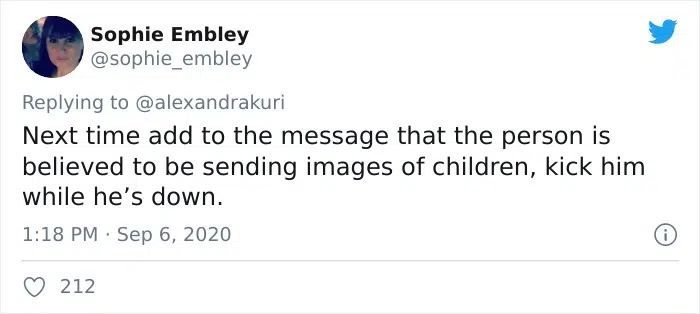 Sophie Embley
@sophie_embley
Replying to @alexandrakuri
Next time add to the message that the person is
believed to be sending images of children, kick him
while he’s down.
1:18 PM · Sep 6, 2020
212